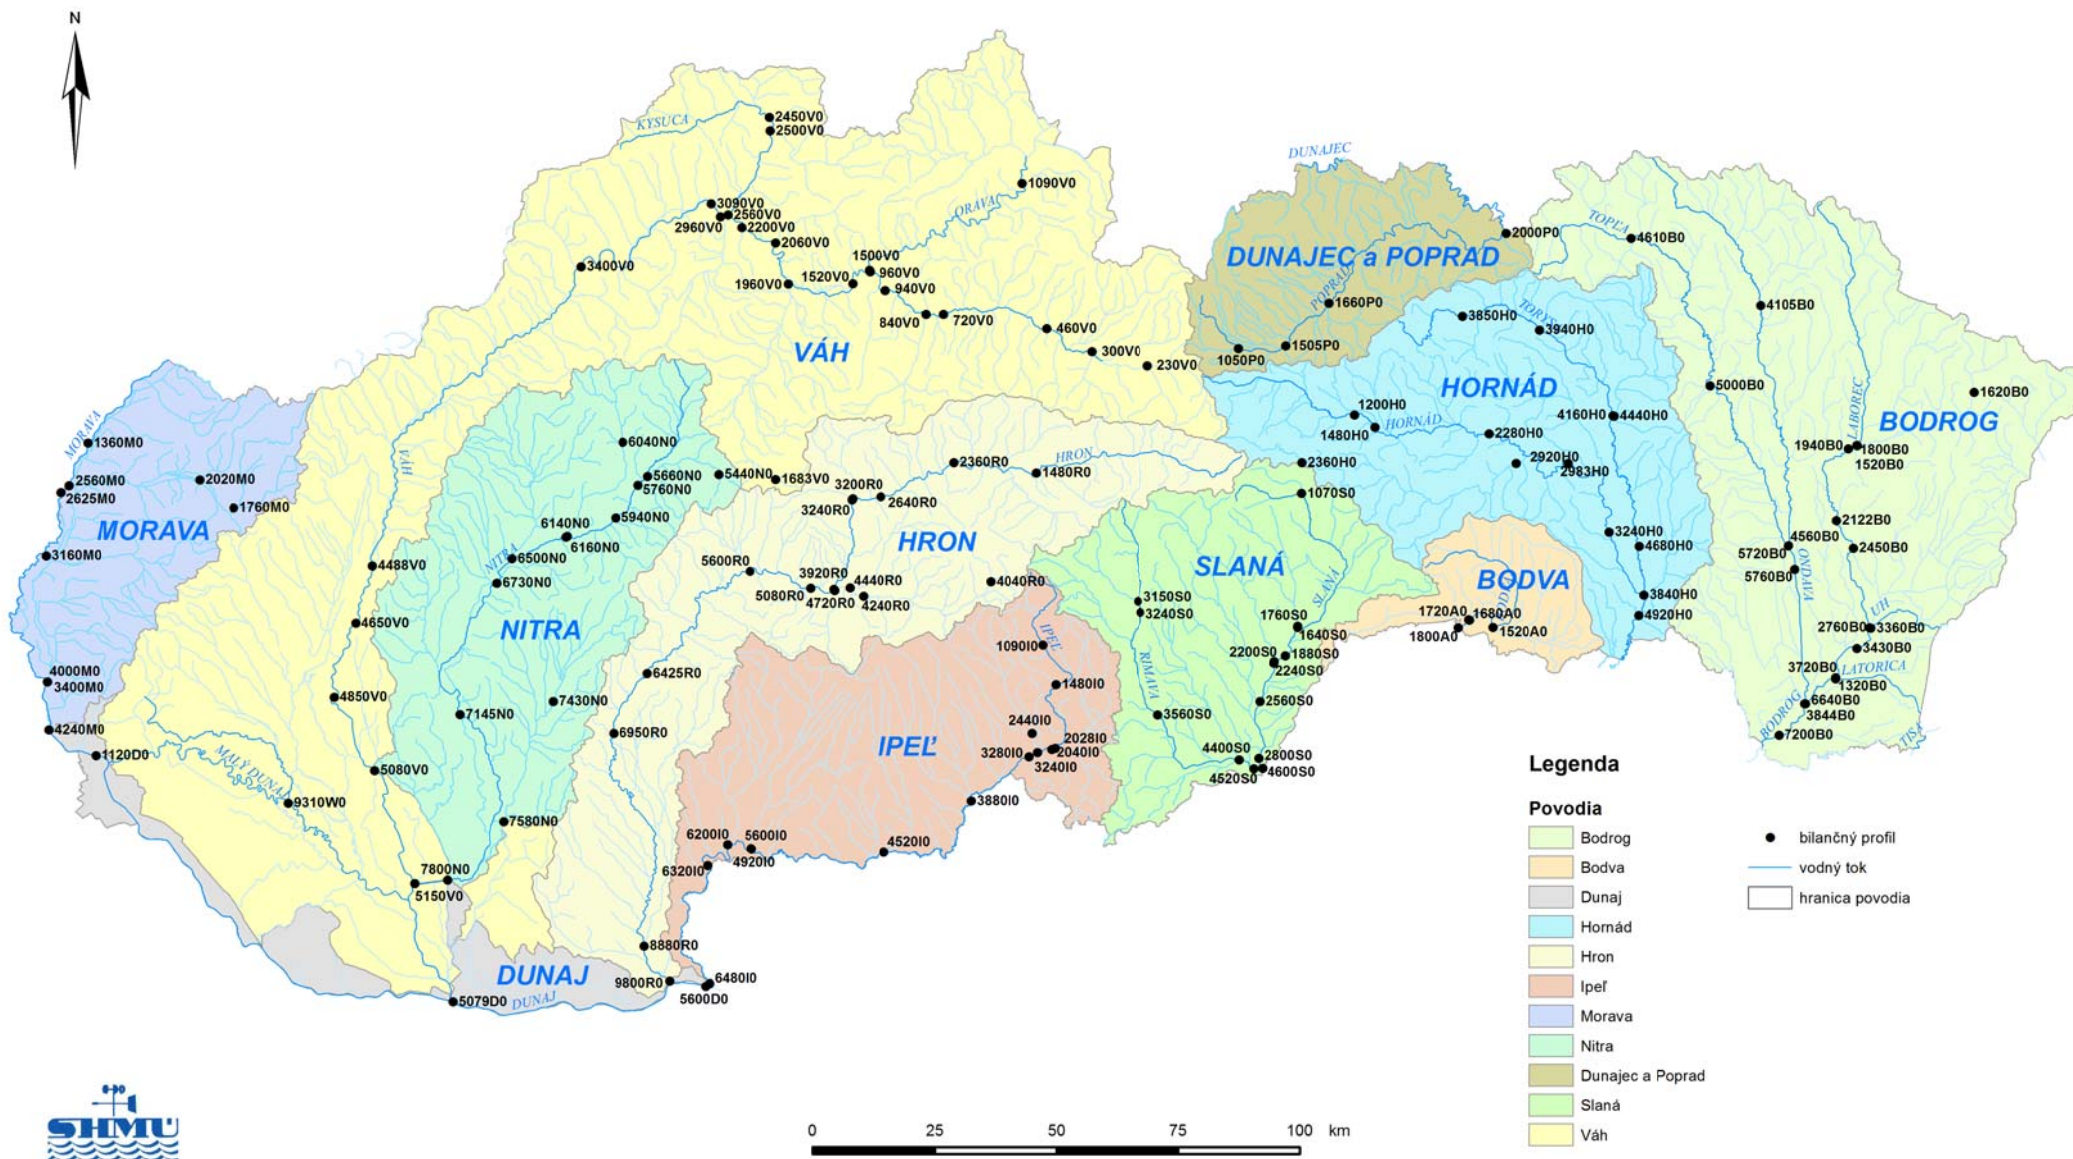 N
KYSUCA
2450V0
2500V0
DUNAJEC
1090V0
ORAVA
3090V0
2560V0
2960V0
2200V0
2060V0
TOPĽA
2000P0
4610B0
1500V0
3400V0
1520V0
960V0
1960V0
940V0
DUNAJEC a POPRAD
POPRAD
1660P0
4105B0
840V0
720V0
460V0
3850H0
TORYSA
3940H0
VÁH
300V0
230V0
1050P0
1505P0
HORNÁD
5000B0
LABOREC
1620B0
MORAVA
1360M0
VÁH
6040N0
1200H0
1480H0
HORNÁD
4160H0
4440H0
BODROG
2280H0
1940B0
1800B0
1520B0
2560M0
2625M0
2020M0
5660N0
5760N0
5440N0
1683V0
2360R0
HRON
1480R0
2360H0
2920H0
2983H0
1760M0
MORAVA
3200R0
3240R0
2640R0
1070S0
5940N0
6140N0
6160N0
HRON
2122B0
3160M0
4488V0
NITRA
6500N0
6730N0
5600R0
SLANÁ
BODVA
3240H0
4680H0
4560B0
5720B0
5760B0
2450B0
ONDAVA
3920R0
5080R0
4720R0
4440R0
4240R0
4040R0
3150S0
3240S0
SLANÁ
3840H0
4920H0
4650V0
NITRA
IPEĽ
1090I0
1760S0
1640S0
1720A0
1680A0
1800A0
1520A0
UH
2760B0
3360B0
3430B0
2200S0
1880S0
2240S0
RIMAVA
4000M0
3400M0
6425R0
1480I0
3720B0
LATORICA
1320B0
4850V0
7430N0
7145N0
2560S0
3560S0
6640B0
3844B0
BODROG
7200B0
TISA
4240M0
1120D0
6950R0
2440I0
2028I0
2040I0
3280I0
3240I0
IPEĽ
4400S0
2800S0
4520S0
4600S0
MALÝ DUNAJ
5080V0
9310W0
3880I0
7580N0
6200I0
5600I0
4920I0
4520I0
6320I0
7800N0
5150V0
8880R0
DUNAJ
DUNAJ
5079D0
9800R0
6480I0
5600D0
Legenda
Povodia
Bodrog
Bodva
Dunaj
Hornád
Hron
Ipeľ
Morava
Nitra
Dunajec a Poprad
Slaná
Váh
bilančný profil
vodný tok
hranica povodia
SHMÚ
0 25 50 75 100 km